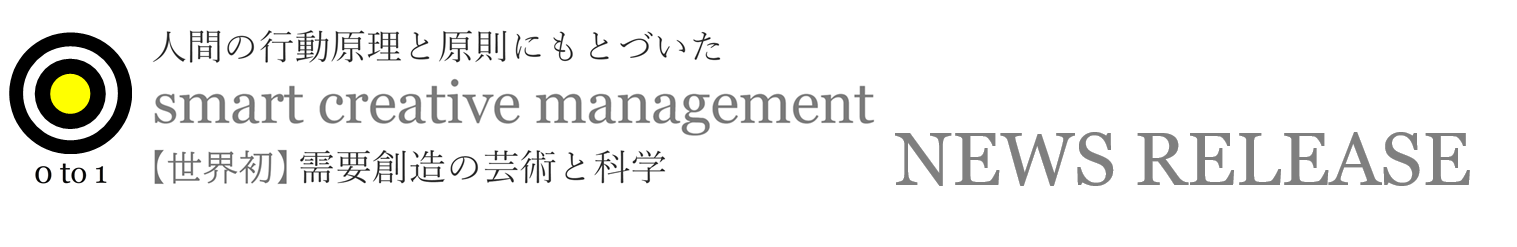 人間の行動原理と原則にもとづいた
smart creative management
【世界初】需要創造の芸術と科学
0 to 1
NEWS RELEASE